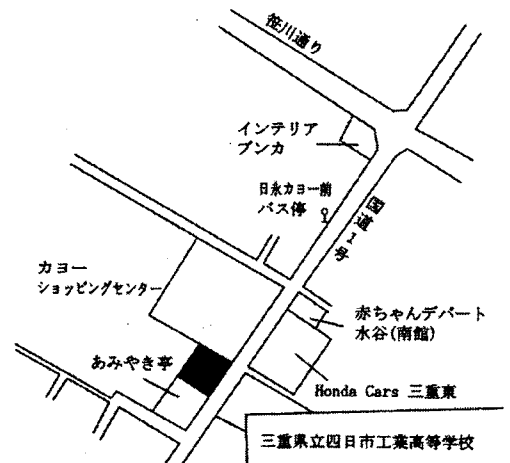 笹川通り
インテリア
ブンカ
日永カヨー前
バス停
国道1号
カヨー
ショッピングセンター
赤ちゃんデパート
水谷(南館)
あみやき亭
Honda Cars 三重東
三重県立四日市工業高等学校